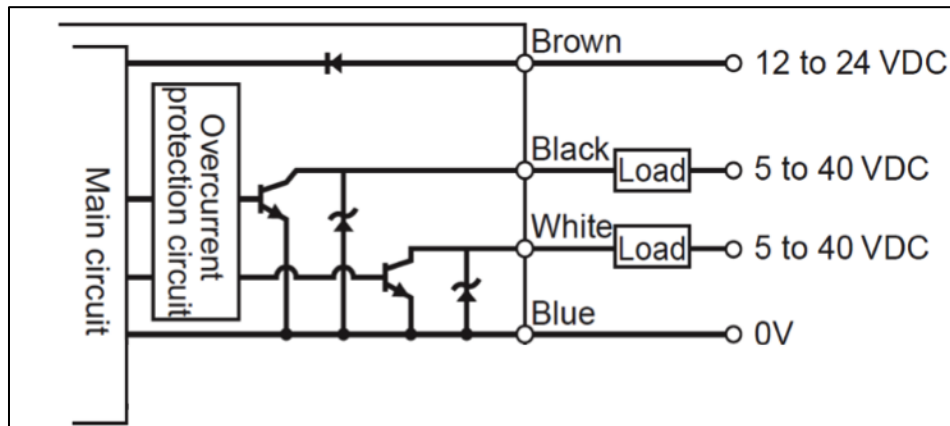 Brown
12 to 24 VDC
Main circuit
Overcurrent
protection circuit
Black
Load
5 to 40 VDC
White
Load
5 to 40 VDC
Blue
0V